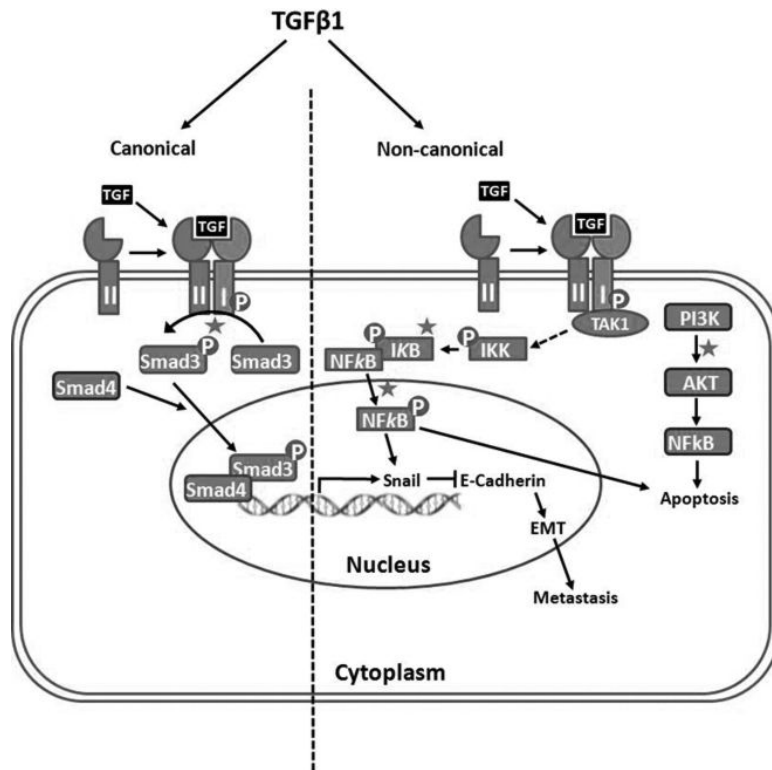 TGFβ1
Canonical
Non-canonical
TGF
TGF
II
II
I
P
TGF
TGF
II
II
I
P
TAK1
PI3K
AKT
NFkB
Apoptosis
P
Smad3
Smad3
Smad4
P
IkB
NFkB
P
IKK
NFkB
P
P
Smad3
Smad4
Snail
E-Cadherin
EMT
Metastasis
Nucleus
Cytoplasm